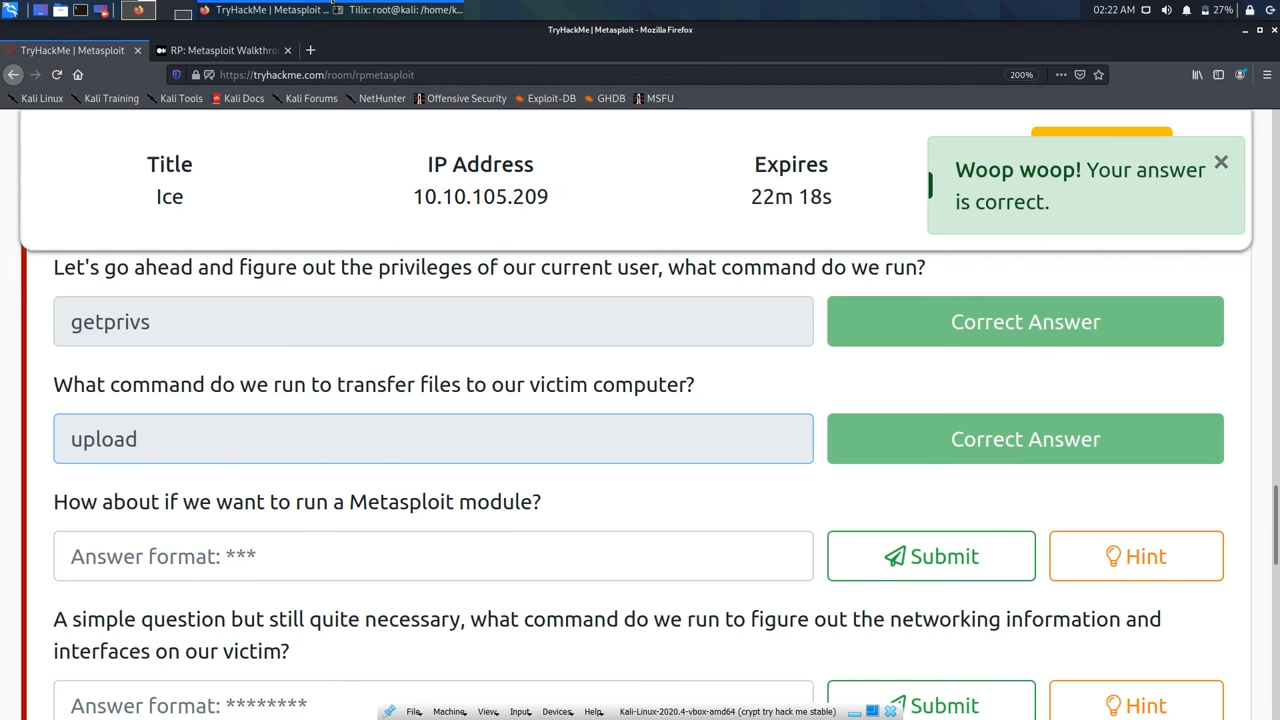 TryHackMe | Metasploit ...
Tilix: root@kali: /home/k...
02:22 AM
27%
TryHackMe | Metasploit - Mozilla Firefox
TryHackMe | Metasploit
RP: Metasploit Walkthro
https://tryhackme.com/room/rpmetasploit
200%
Kali Linux
Kali Training
Kali Tools
Kali Docs
Kali Forums
NetHunter
Offensive Security
Exploit-DB
GHDB
MSFU
Title
IP Address
Expires
Ice
10.10.105.209
22m 18s
Woop woop! Your answer
is correct.
Let's go ahead and figure out the privileges of our current user, what command do we run?
getprivs
Correct Answer
What command do we run to transfer files to our victim computer?
upload
Correct Answer
How about if we want to run a Metasploit module?
Answer format: ***
Submit
Hint
A simple question but still quite necessary, what command do we run to figure out the networking information and
interfaces on our victim?
Answer format: ********
Submit
Hint
File
Machine
View
Input
Devices
Help
Kali-Linux-2020.4-vbox-amd64 (crypt try hack me stable)